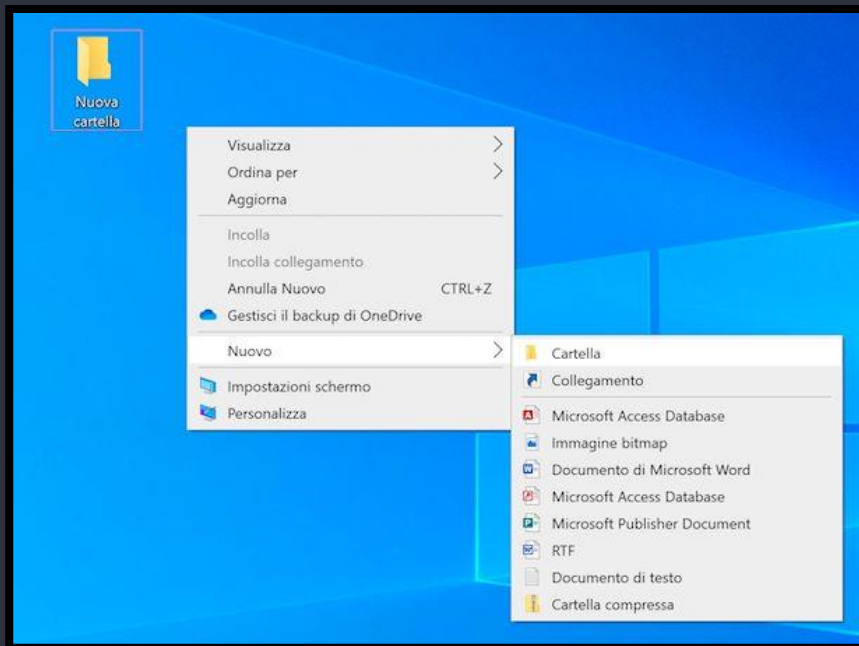 Nuova
cartella
Visualizza
Ordina per
Aggiorna
Incolla
Incolla collegamento
Annulla Nuovo CTRL+Z
Gestisci il backup di OneDrive
Nuovo
Impostazioni schermo
Personalizza
Cartella
Collegamento
Microsoft Access Database
Immagine bitmap
Documento di Microsoft Word
Microsoft Access Database
Microsoft Publisher Document
RTF
Documento di testo
Cartella compressa